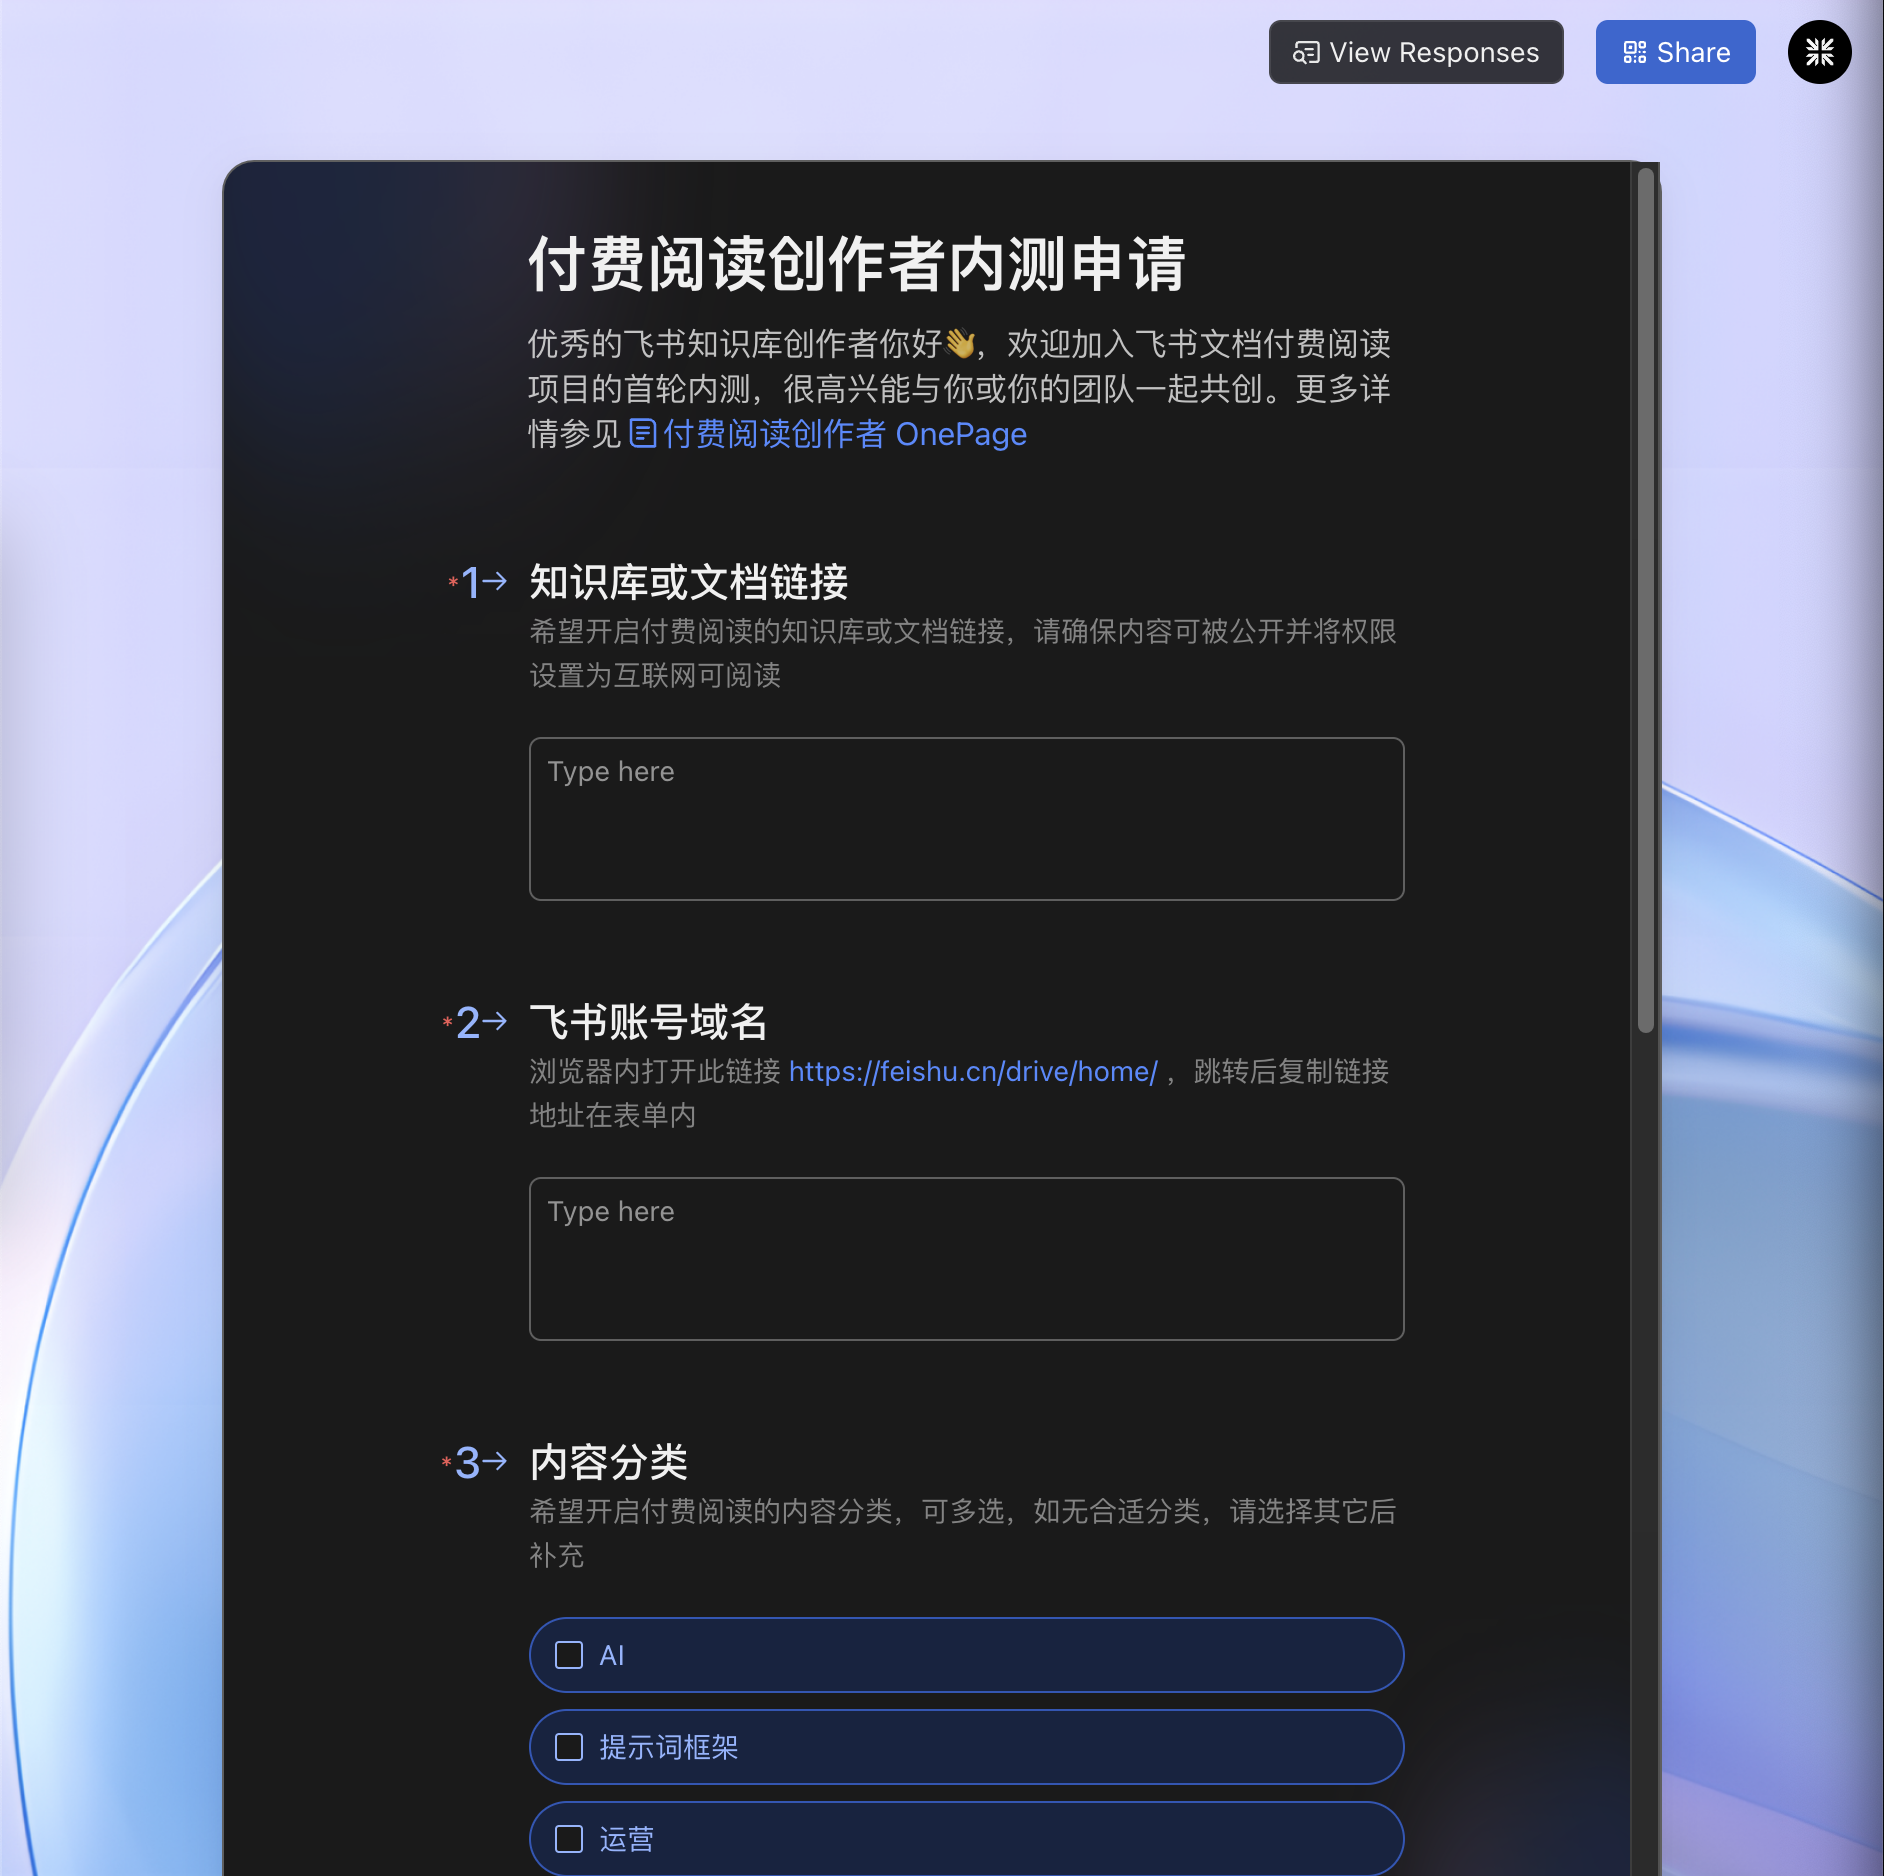 View Responses
Share
付费阅读创作者内测申请
优秀的飞书知识库创作者你好👋，欢迎加入飞书文档付费阅读
项目的首轮内测，很高兴能与你或你的团队一起共创。更多详
情参见 付费阅读创作者 OnePage
*1→ 知识库或文档链接
希望开启付费阅读的知识库或文档链接，请确保内容可被公开并将权限
设置为互联网可阅读
Type here
*2→ 飞书账号域名
浏览器内打开此链接 https://feishu.cn/drive/home/ ，跳转后复制链接
地址在表单内
Type here
*3→ 内容分类
希望开启付费阅读的内容分类，可多选，如无合适分类，请选择其它后
补充
AI
提示词框架
运营